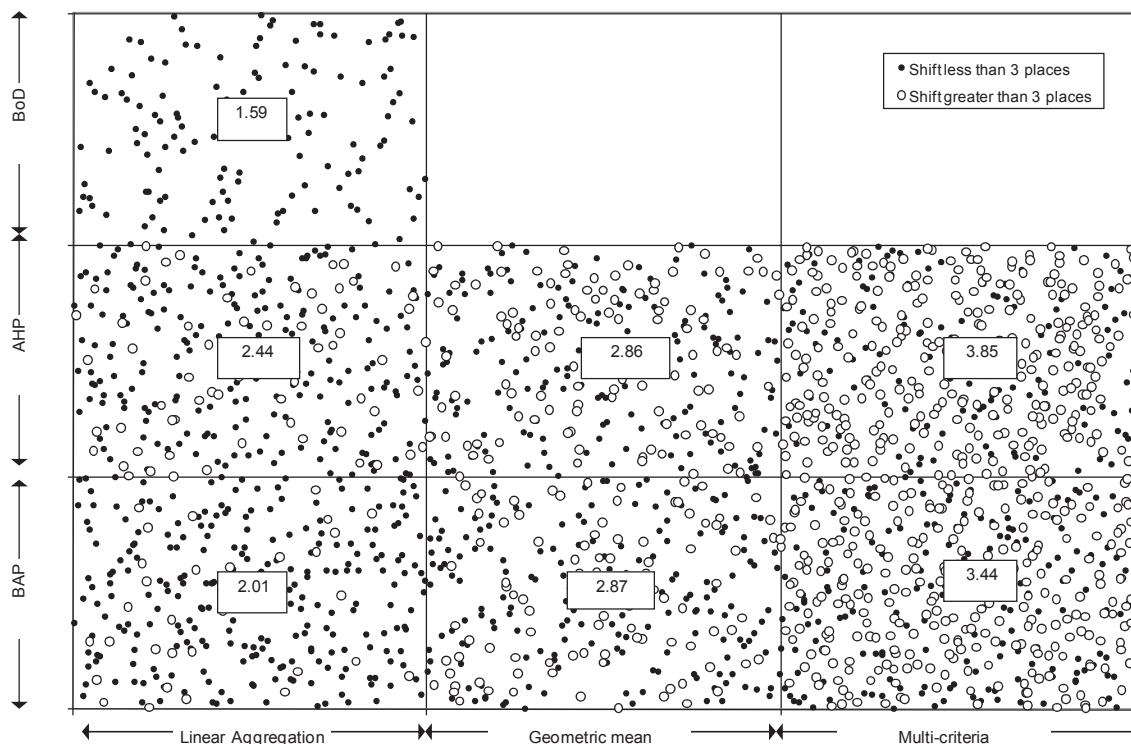 BoD
AHP
BAP
Shift less than 3 places
Shift greater than 3 places
1.59
2.44
2.86
3.85
2.01
2.87
3.44
Linear Aggregation
Geometric mean
Multi-criteria